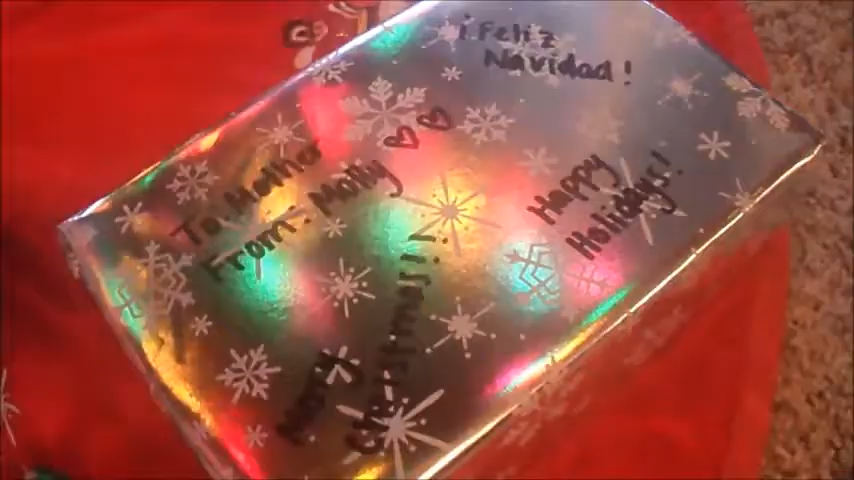 ¡Feliz
Navidad!
To: Mother
From: Molly
Happy
Holidays!
Merry
Christmas!!